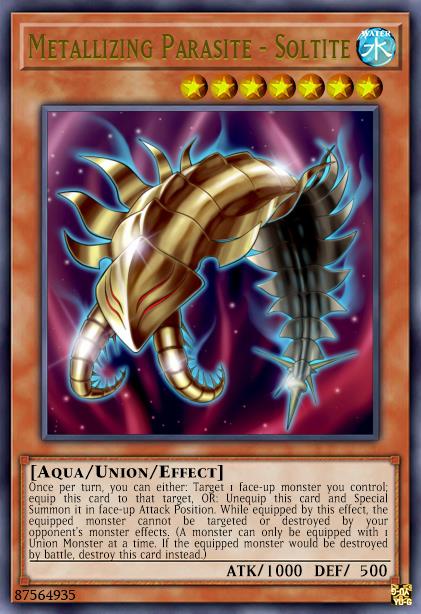 METALLIZING PARASITE - SOLTITE
WATER
水
[AQUA/UNION/EFFECT]
Once per turn, you can either: Target 1 face-up monster you control;
equip this card to that target, OR: Unequip this card and Special
Summon it in face-up Attack Position. While equipped by this effect, the
equipped monster cannot be targeted or destroyed by your
opponent's monster effects. (A monster can only be equipped with 1
Union Monster at a time. If the equipped monster would be destroyed
by battle, destroy this card instead.)
ATK/1000 DEF/ 500
87564935